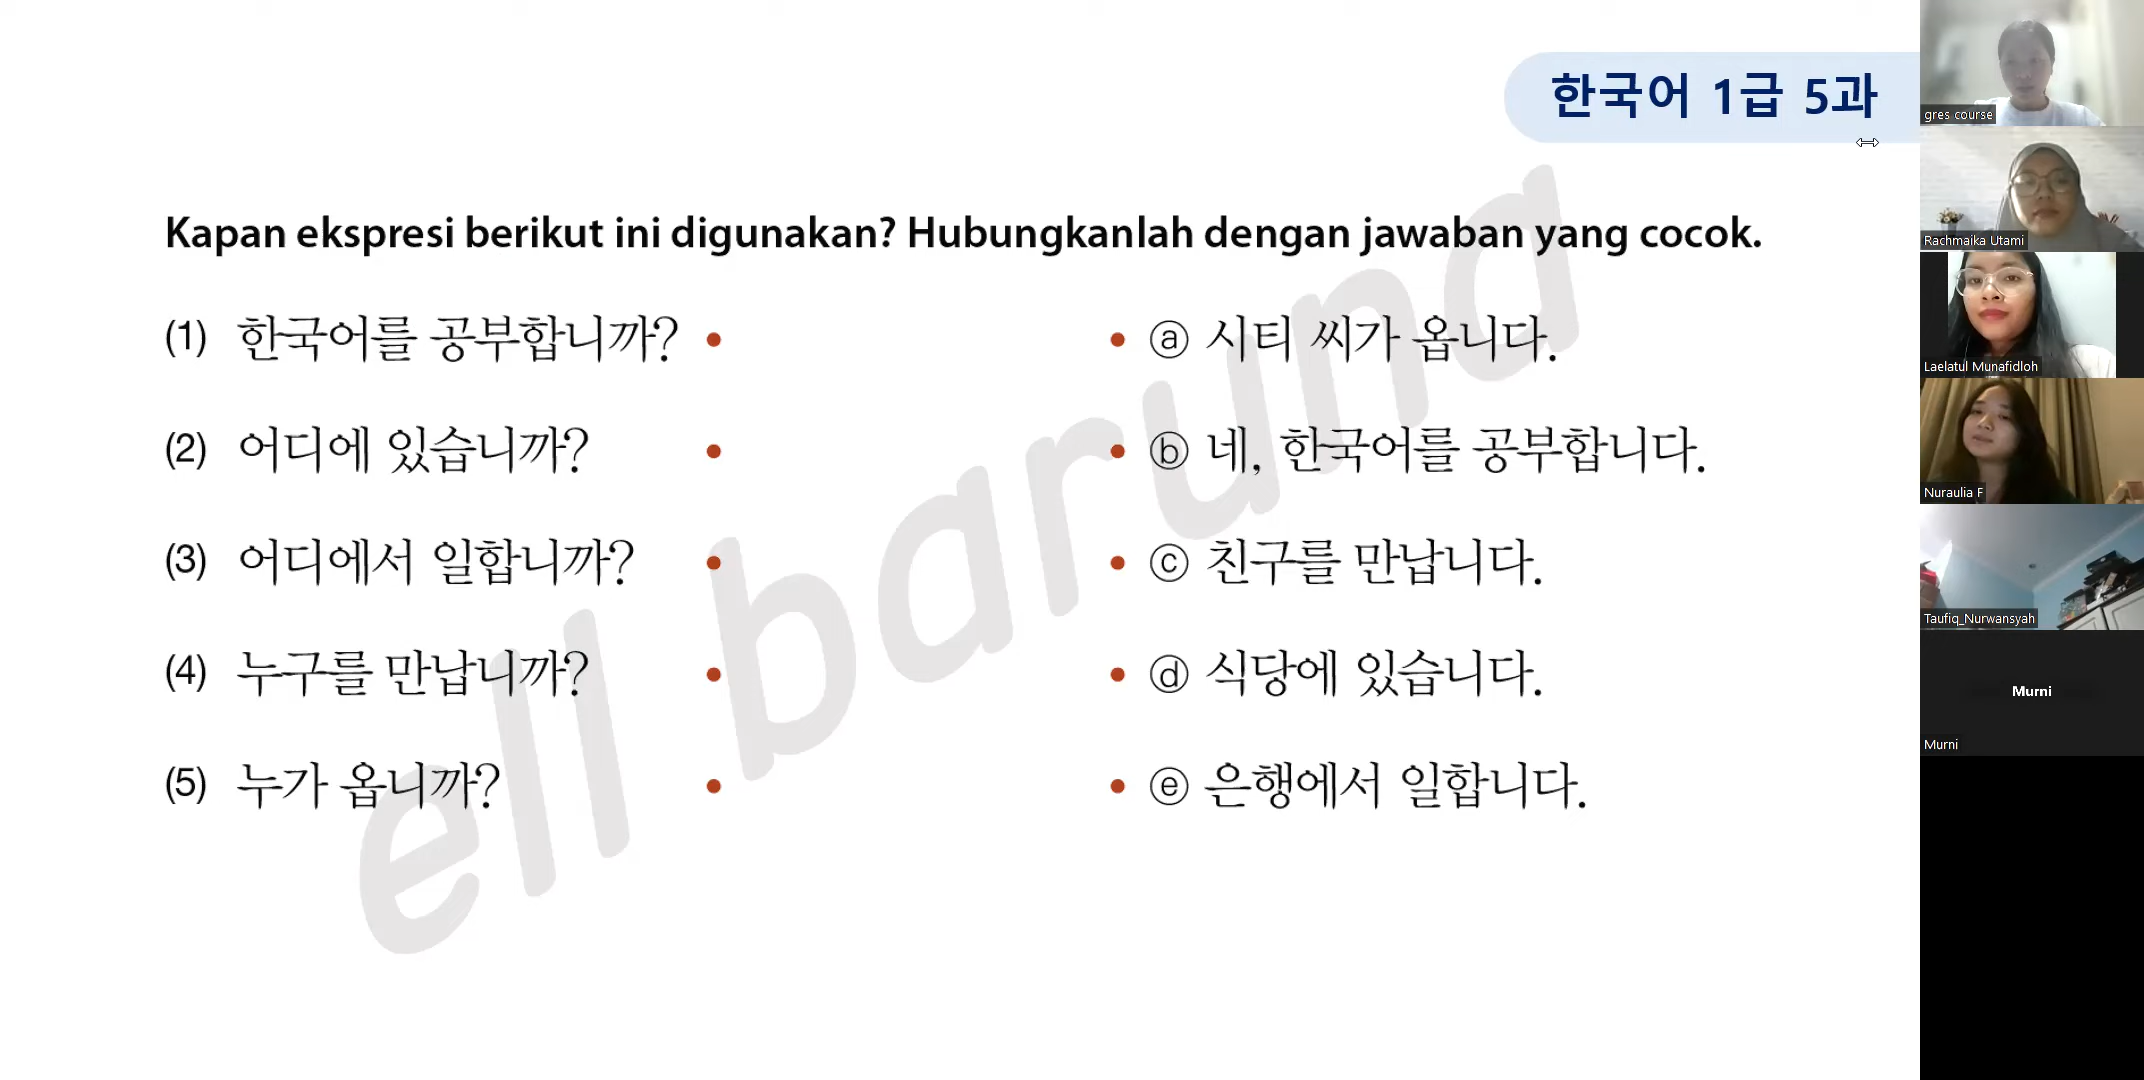 한국어 1급 5과
Kapan ekspresi berikut ini digunakan? Hubungkanlah dengan jawaban yang cocok.
(1) 한국어를 공부합니까? • • ⓐ 시티 씨가 옵니다.
(2) 어디에 있습니까? • • ⓑ 네, 한국어를 공부합니다.
(3) 어디에서 일합니까? • • ⓒ 친구를 만납니다.
(4) 누구를 만납니까? • • ⓓ 식당에 있습니다.
(5) 누가 옵니까? • • ⓔ 은행에서 일합니다.
ell baruna
gres course
Rachmaika Utami
Laelatul Munafidloh
Nuraulia F
Taufiq_Nurwansyah
Murni
Murni